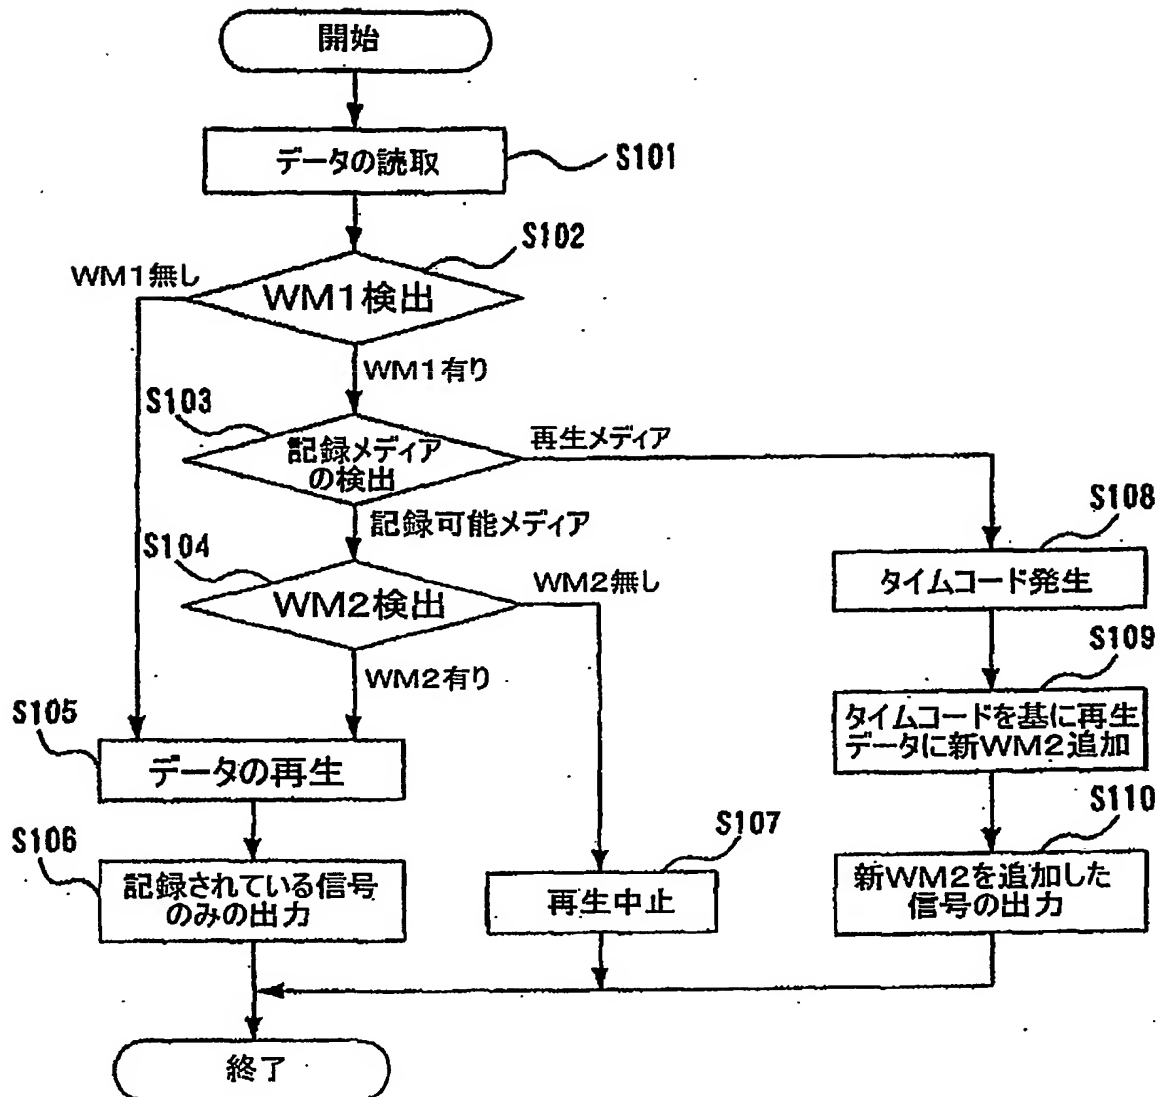 開始
データの読取
S101
S102
WM1無し
WM1検出
WM1有り
S103
記録メディア
の検出
再生メディア
記録可能メディア
S104
WM2検出
WM2無し
WM2有り
S108
タイムコード発生
S109
タイムコードを基に再生
データに新WM2追加
S105
データの再生
S110
新WM2を追加した
信号の出力
S106
記録されている信号
のみの出力
S107
再生中止
終了